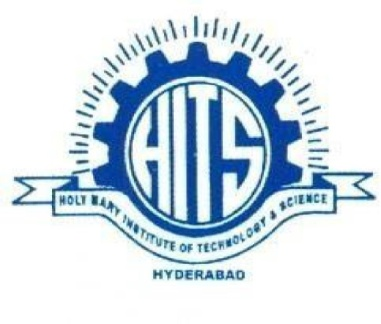 HITS
HOLY MARY INSTITUTE OF TECHNOLOGY & SCIENCE
HYDERABAD